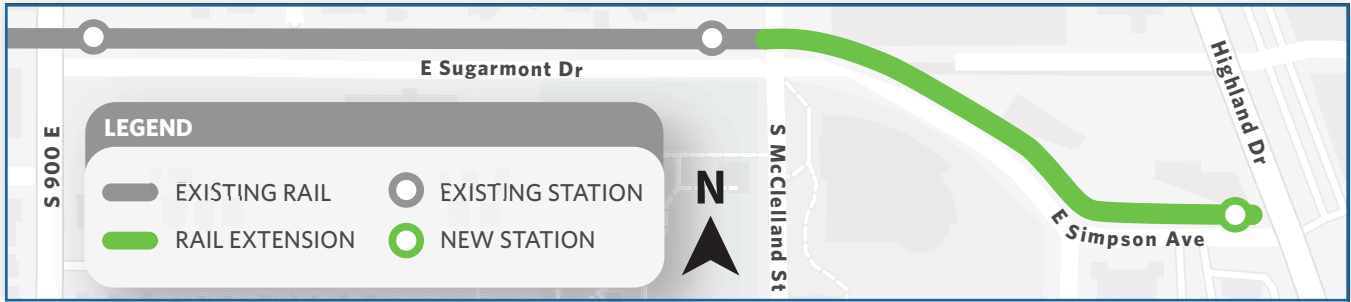 E Sugarmont Dr
Highland Dr
LEGEND
S 900 E
S McClelland St
N
EXISTING RAIL
EXISTING STATION
RAIL EXTENSION
NEW STATION
E Simpson Ave